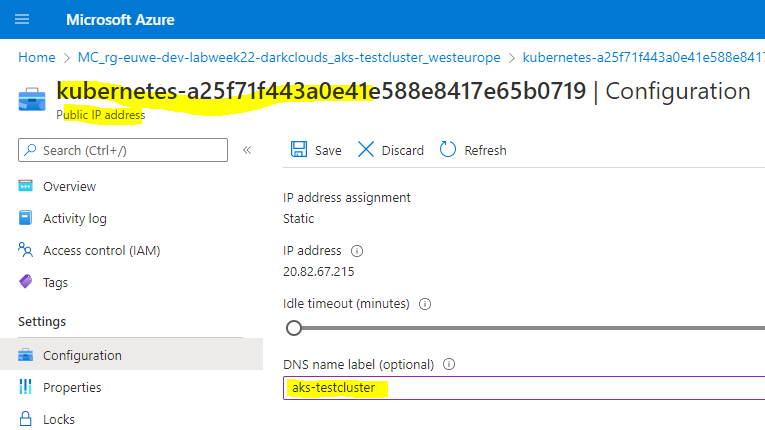 Microsoft Azure
Home > MC_rg-euwe-dev-labweek22-darkclouds_aks-testcluster_westeurope > kubernetes-a25f71f443a0e41e588e8417
kubernetes-a25f71f443a0e41e588e8417e65b0719 | Configuration
Public IP address
Search (Ctrl+/)
«
Save
Discard
Refresh
Overview
Activity log
Access control (IAM)
Tags
Settings
Configuration
Properties
Locks
IP address assignment
Static
IP address
20.82.67.215
Idle timeout (minutes)
DNS name label (optional)
aks-testcluster